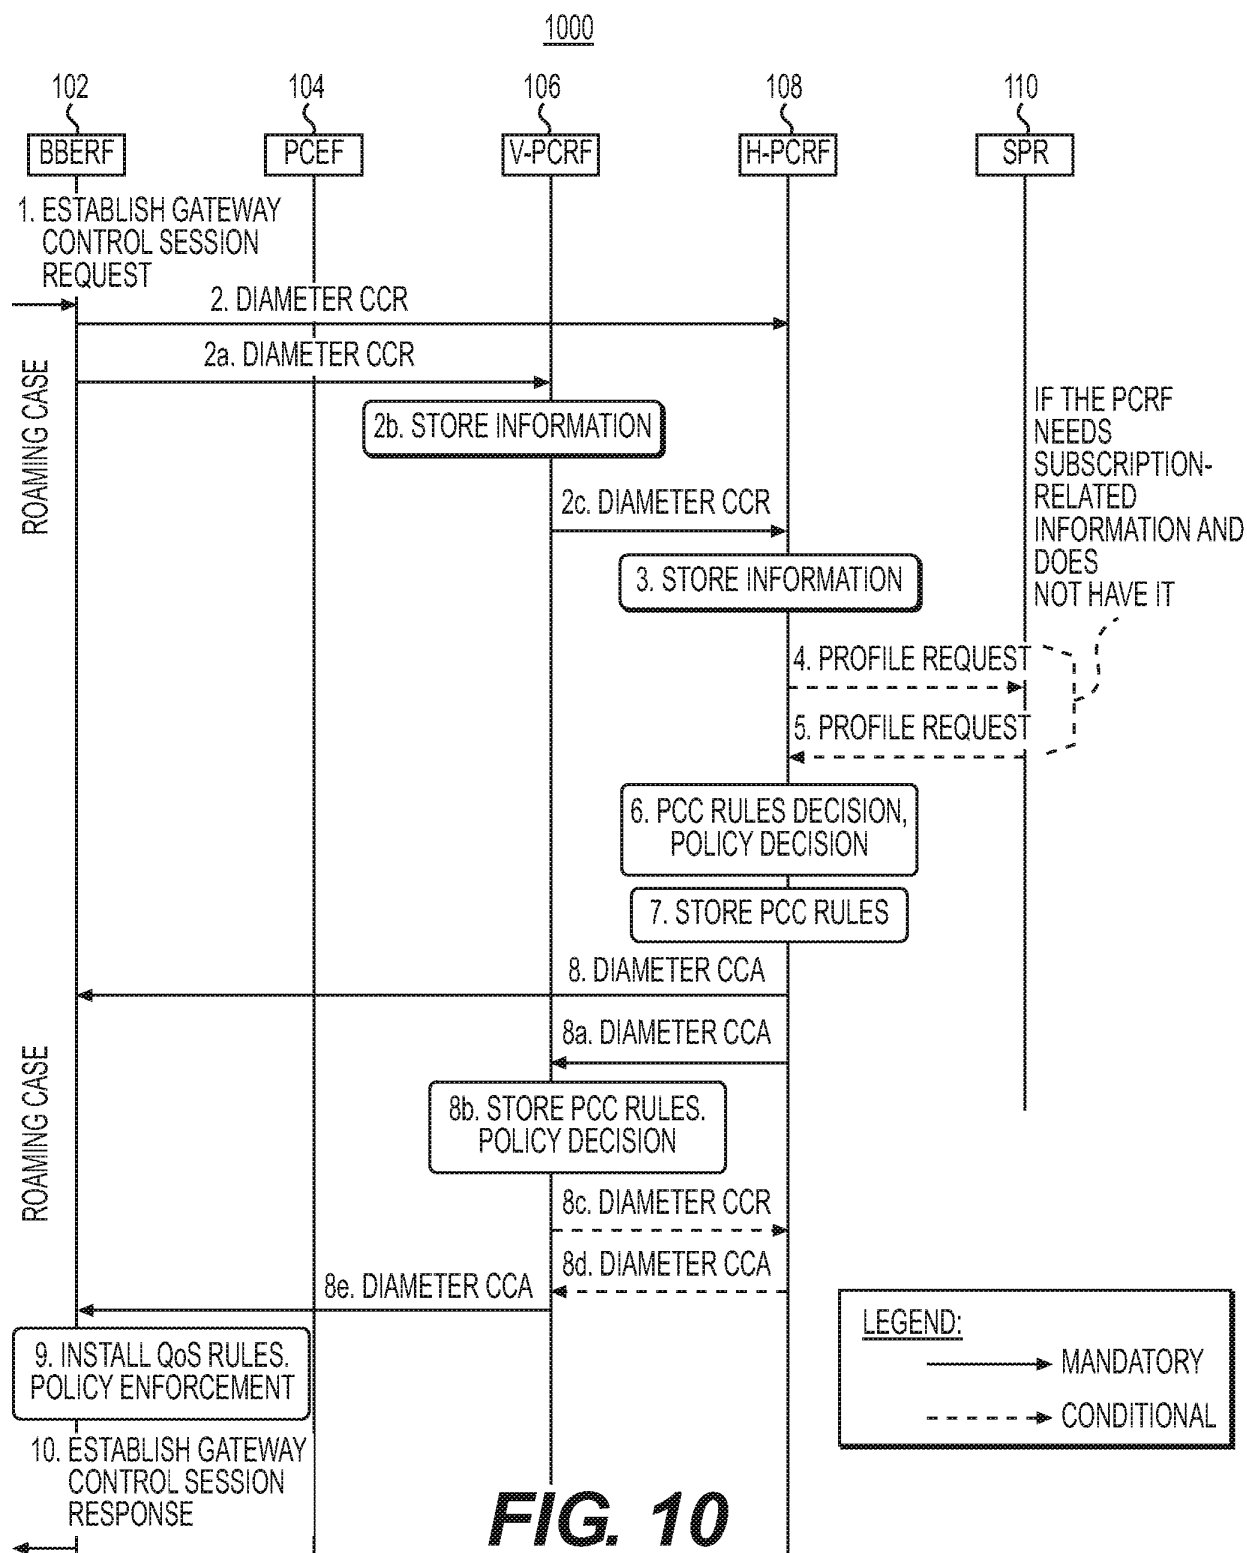 1000
102
104
106
108
110
BBERF
PCEF
V-PCRF
H-PCRF
SPR
1. ESTABLISH GATEWAY
CONTROL SESSION
REQUEST
2. DIAMETER CCR
ROAMING CASE
2a. DIAMETER CCR
2b. STORE INFORMATION
IF THE PCRF
NEEDS
SUBSCRIPTION-
RELATED
INFORMATION AND
DOES
NOT HAVE IT
2c. DIAMETER CCR
3. STORE INFORMATION
4. PROFILE REQUEST
5. PROFILE REQUEST
6. PCC RULES DECISION,
POLICY DECISION
7. STORE PCC RULES
8. DIAMETER CCA
ROAMING CASE
8a. DIAMETER CCA
8b. STORE PCC RULES.
POLICY DECISION
8c. DIAMETER CCR
8d. DIAMETER CCA
8e. DIAMETER CCA
9. INSTALL QoS RULES.
POLICY ENFORCEMENT
10. ESTABLISH GATEWAY
CONTROL SESSION
RESPONSE
LEGEND:
MANDATORY
CONDITIONAL
FIG. 10